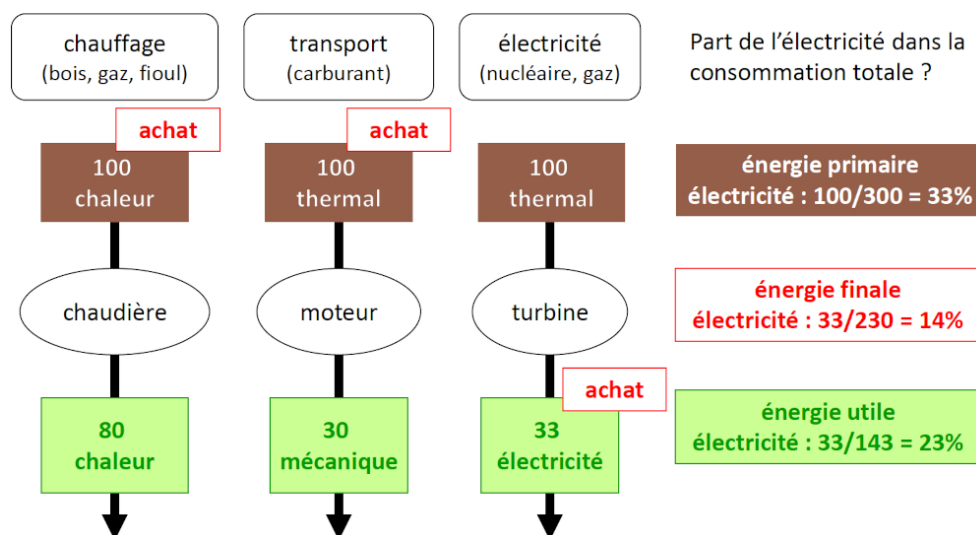 chauffage
(bois, gaz, fioul)
transport
(carburant)
électricité
(nucléaire, gaz)
Part de l'électricité dans la
consommation totale ?
achat
achat
100
chaleur
100
thermal
100
thermal
énergie primaire
électricité : 100/300 = 33%
chaudière
moteur
turbine
énergie finale
électricité : 33/230 = 14%
achat
80
chaleur
30
mécanique
33
électricité
énergie utile
électricité : 33/143 = 23%